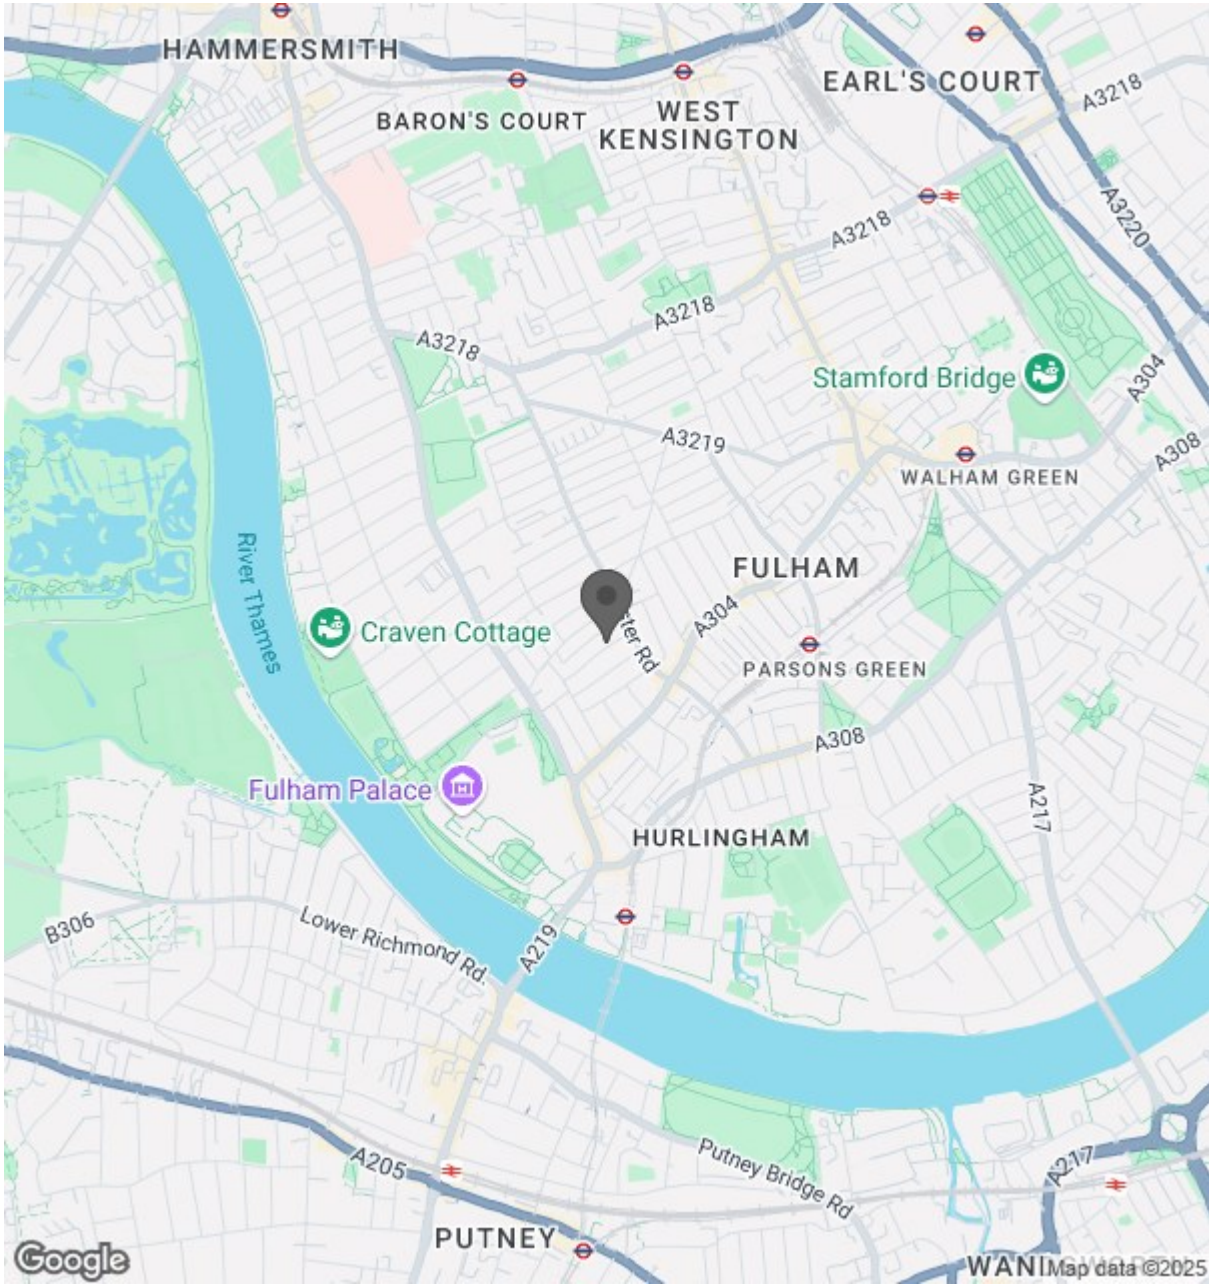 HAMMERSMITH
EARL'S COURT
A3218
BARON'S COURT
WEST
KENSINGTON
A3220
A3218
A3218
A3218
Stamford Bridge
A304
A3219
A308
WALHAM GREEN
River Thames
FULHAM
A304
ster Rd
Craven Cottage
PARSONS GREEN
A308
Fulham Palace
A217
HURLINGHAM
B306
Lower Richmond Rd.
A219
Putney Bridge Rd
A205
A217
PUTNEY
Google
Map data ©2025